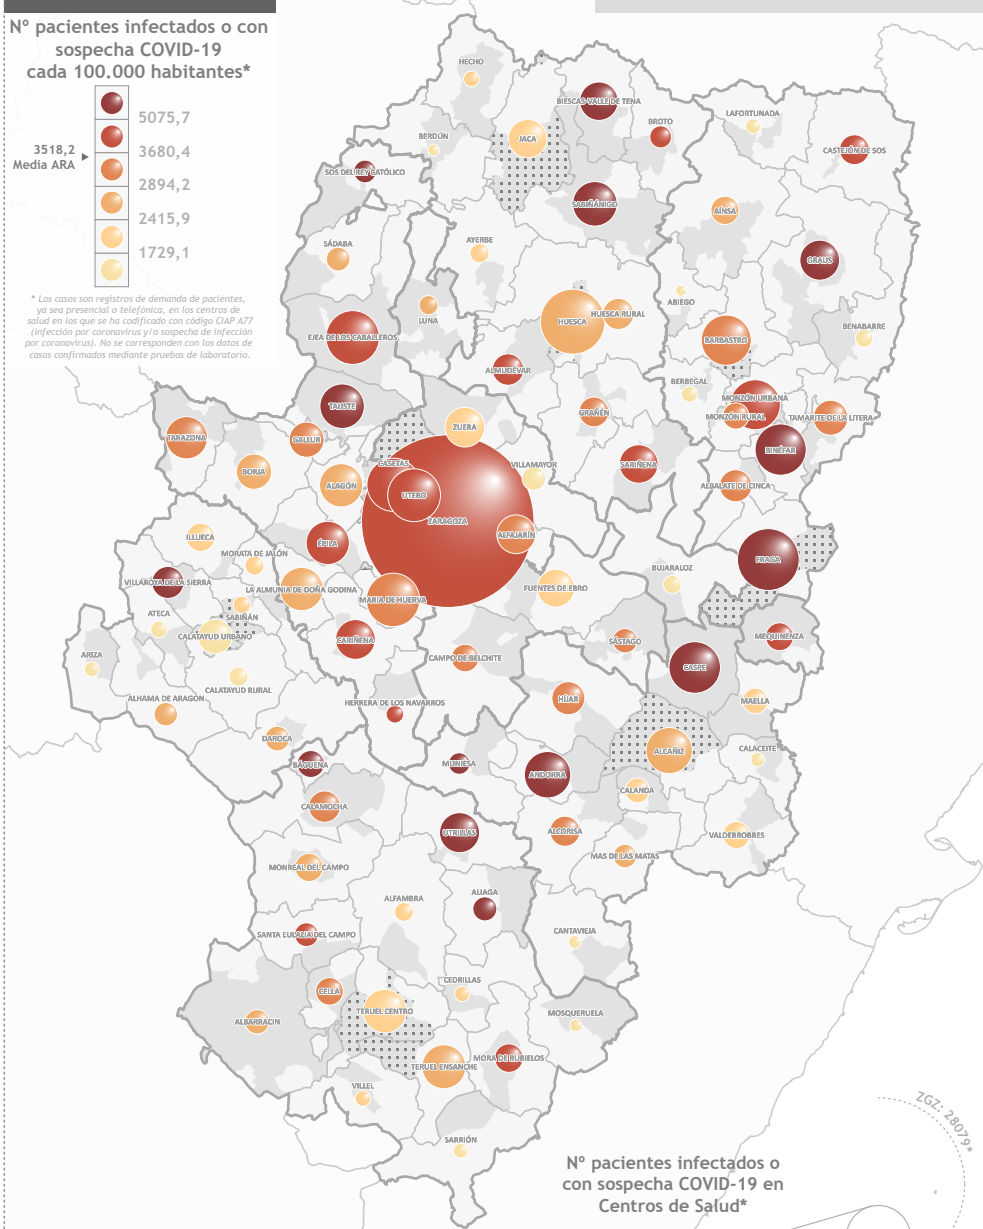 Nº pacientes infectados o con
sospecha COVID-19
cada 100.000 habitantes*
5075,7
3680,4
3518,2
Media ARA
2894,2
2415,9
1729,1
* Los casos son registros de demanda de pacientes,
ya sea presencial o telefónica, en los centros de
salud en los que se ha codificado con código CIAP A77
(infección por coronavirus y/o sospecha de infección
por coronavirus). No se corresponden con los datos de
casos confirmados mediante pruebas de laboratorio.
HECHO
BIESCAS-VALLE DE TENA
LAFORTUNADA
BROTO
BERDÚN
JACA
CASTEJÓN DE SOS
SOS DEL REY CATÓLICO
SABIÑÁNIGO
AÍNSA
SÁDABA
AYERBE
GRAUS
ABIEGO
LUNA
HUESCA
HUESCA RURAL
BENABARRE
EJEA DE LOS CABALLEROS
BARBASTRO
ALMUDÉVAR
BERBEGAL
MONZÓN URBANA
TAUSTE
GRAÑÉN
MONZÓN RURAL
TAMARITE DE LA LITERA
ZUERA
TARAZONA
GALLUR
BINÉFAR
CASETAS
VILLAMAYOR
SARIÑENA
BORJA
ALAGÓN
ALBALATE DE CINCA
UTEBO
ZARAGOZA
ALFAJARÍN
ILLUECA
ÉPILA
MORATA DE JALÓN
FRAGA
BUJARALOZ
VILLAROYA DE LA SIERRA
LA ALMUNIA DE DOÑA GODINA
FUENTES DE EBRO
MARIA DE HUERVA
ATECA
SABIÑÁN
CALATAYUD URBANO
CARIÑENA
SÁSTAGO
MEQUINENZA
ARIZA
CAMPO DE BELCHITE
CASPE
CALATAYUD RURAL
ALHAMA DE ARAGÓN
HERRERA DE LOS NAVARROS
HÍJAR
MAELLA
DAROCA
ALCAÑIZ
CALACEITE
BÁGUENA
MUNIESA
ANDORRA
CALANDA
CALAMOCHA
UTRILLAS
ALCORISA
VALDERROBRES
MAS DE LAS MATAS
MONREAL DEL CAMPO
ALIAGA
ALFAMBRA
SANTA EULALIA DEL CAMPO
CANTAVIEJA
CEDRILLAS
CELLA
TERUEL CENTRO
MOSQUERUELA
ALBARRACIN
MORA DE RUBIELOS
TERUEL ENSANCHE
VILLEL
SARRIÓN
ZGZ: 28079*
Nº pacientes infectados o
con sospecha COVID-19 en
Centros de Salud*